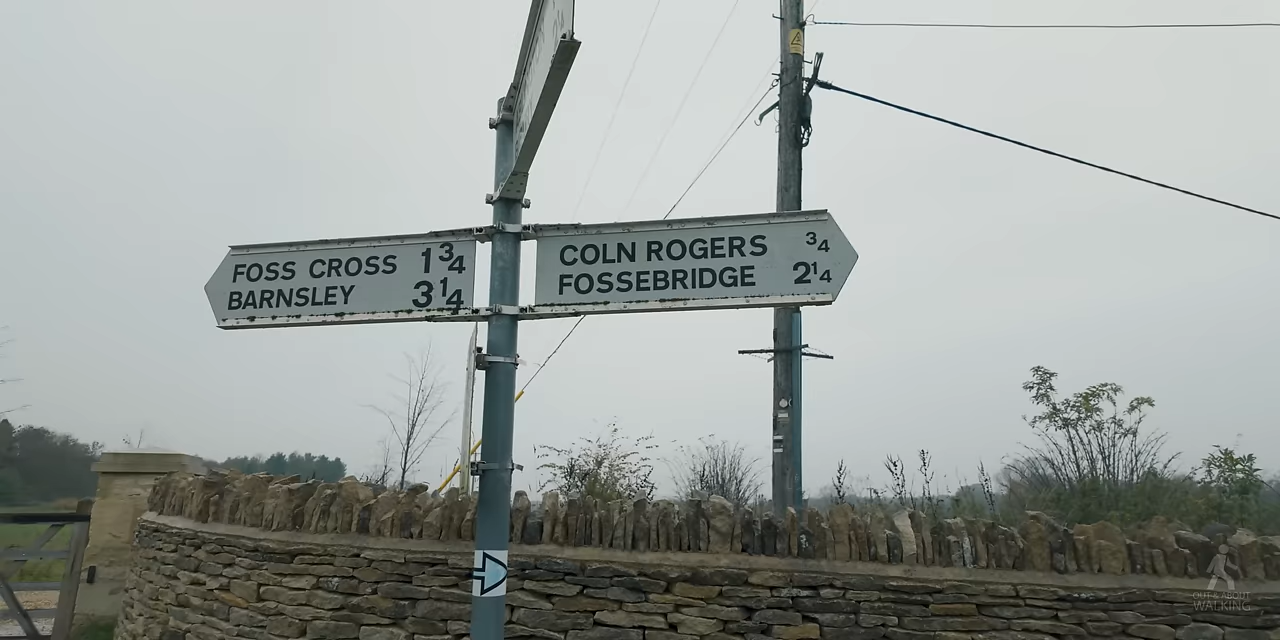 FOSS CROSS 1¾
BARNSLEY 3¼
COLN ROGERS ¾
FOSSEBRIDGE 2¼
OUT & ABOUT
WALKING